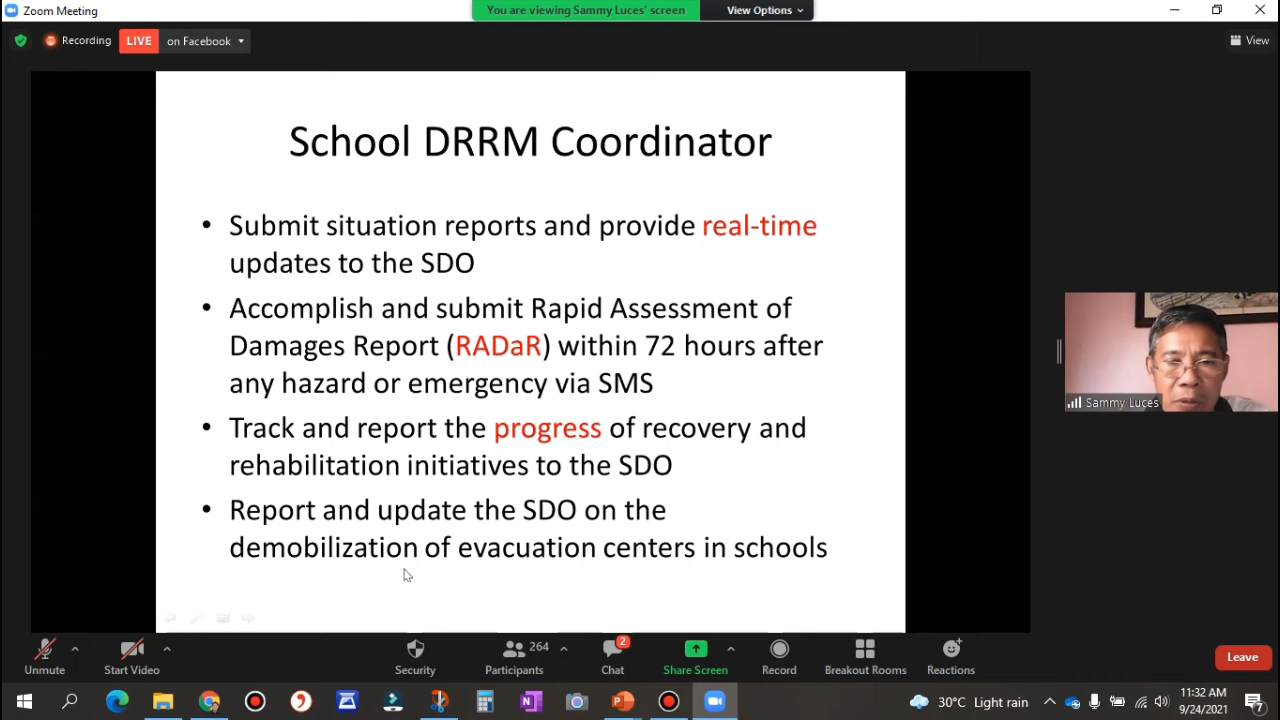 Zoom Meeting
You are viewing Sammy Luces' screen
View Options
Recording
LIVE
on Facebook
View
School DRRM Coordinator
• Submit situation reports and provide real-time
updates to the SDO
• Accomplish and submit Rapid Assessment of
Damages Report (RADaR) within 72 hours after
any hazard or emergency via SMS
• Track and report the progress of recovery and
rehabilitation initiatives to the SDO
• Report and update the SDO on the
demobilization of evacuation centers in schools
Sammy Luces
Unmute
Start Video
Security
264
Participants
2
Chat
Share Screen
Record
Breakout Rooms
Reactions
Leave
30°C Light rain
11:32 AM
9/24/2021
7